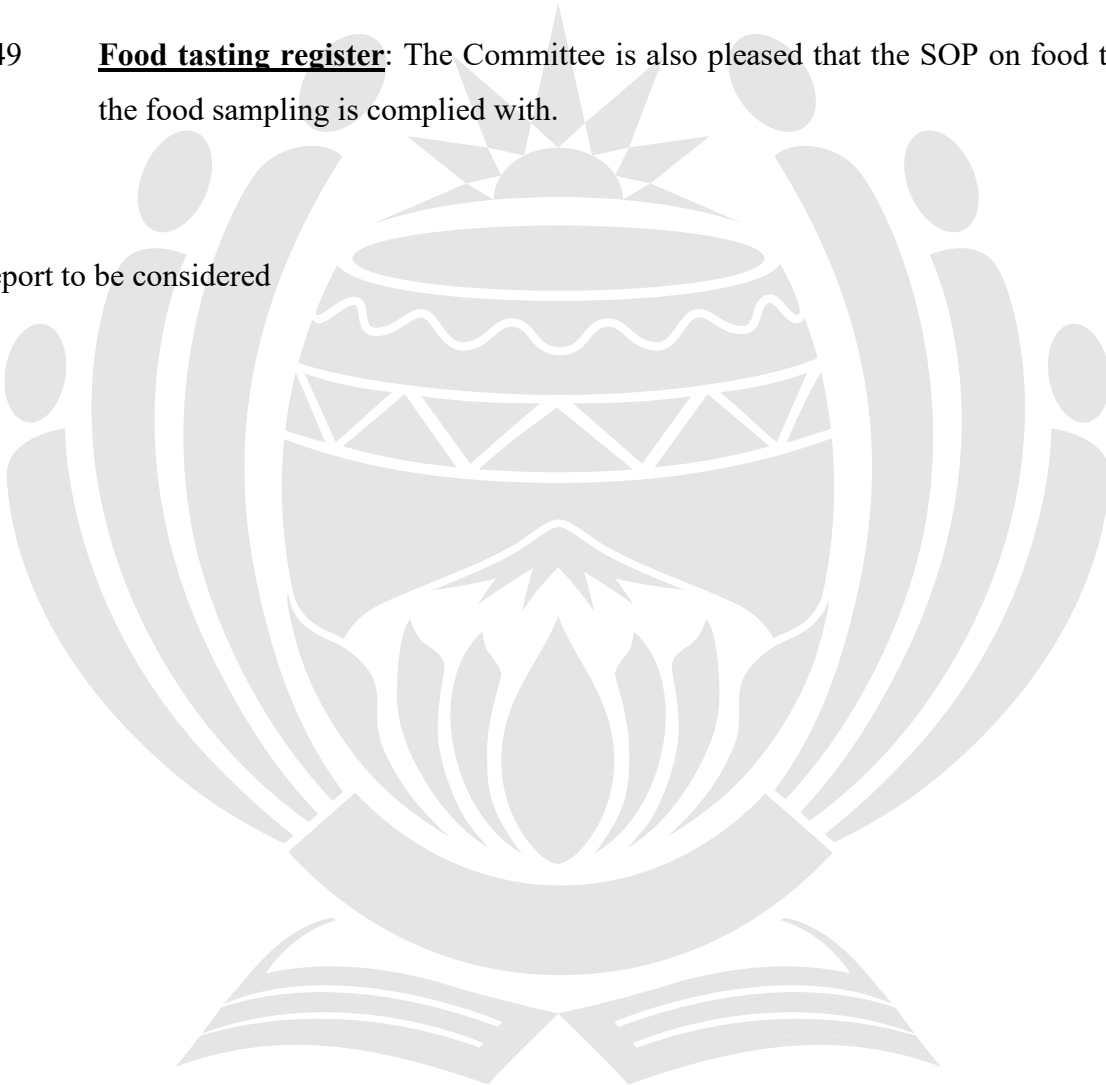 49 Food tasting register: The Committee is also pleased that the SOP on food t
the food sampling is complied with.
eport to be considered